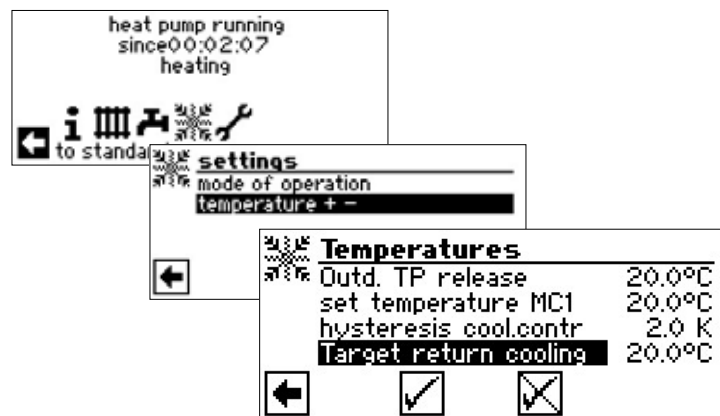 heat pump running
since00:02:07
heating
to standa
settings
mode of operation
temperature + -
Temperatures
Outd. TP release 20.0°C
set temperature MC1 20.0°C
hysteresis cool.contr 2.0 K
Target return cooling 20.0°C